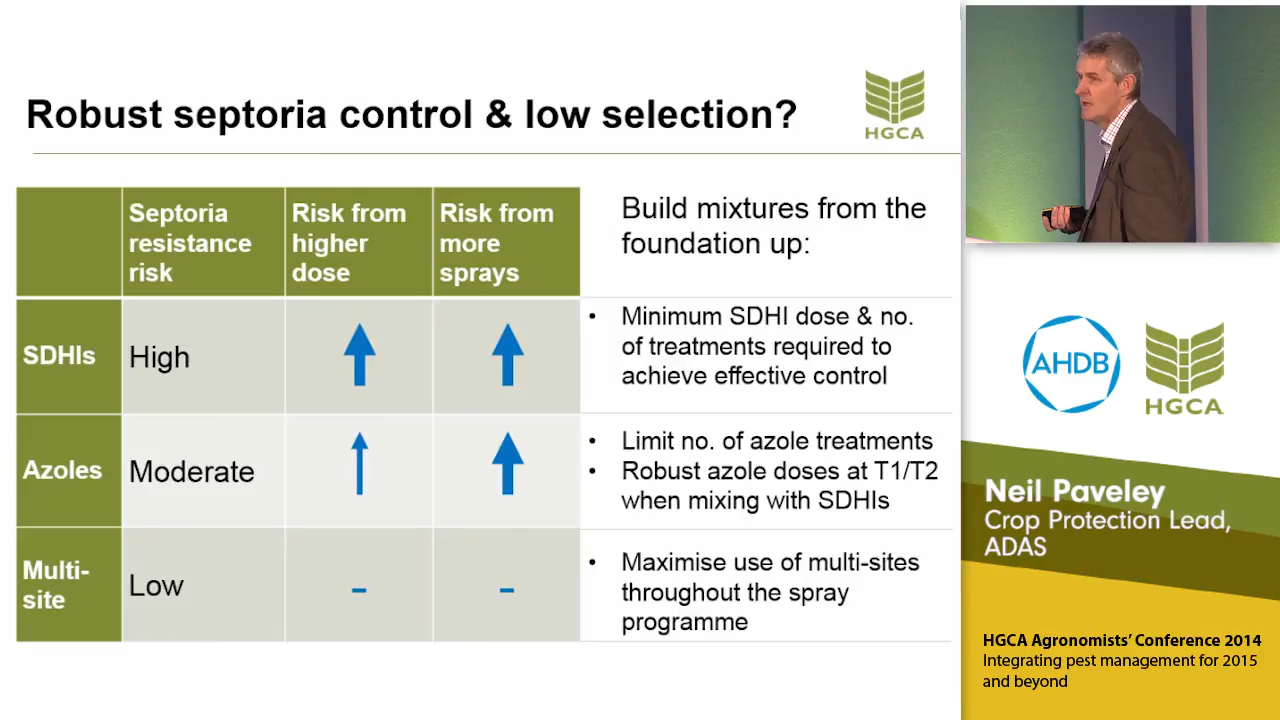 Robust septoria control & low selection?
HGCA
Septoria
resistance
risk
Risk from
higher
dose
Risk from
more
sprays
Build mixtures from the
foundation up:
SDHIs
High
• Minimum SDHI dose & no.
of treatments required to
achieve effective control
Azoles
Moderate
• Limit no. of azole treatments
• Robust azole doses at T1/T2
when mixing with SDHIs
Multi-
site
Low
-
-
• Maximise use of multi-sites
throughout the spray
programme
AHDB
HGCA
Neil Paveley
Crop Protection Lead,
ADAS
HGCA Agronomists’ Conference 2014
Integrating pest management for 2015
and beyond